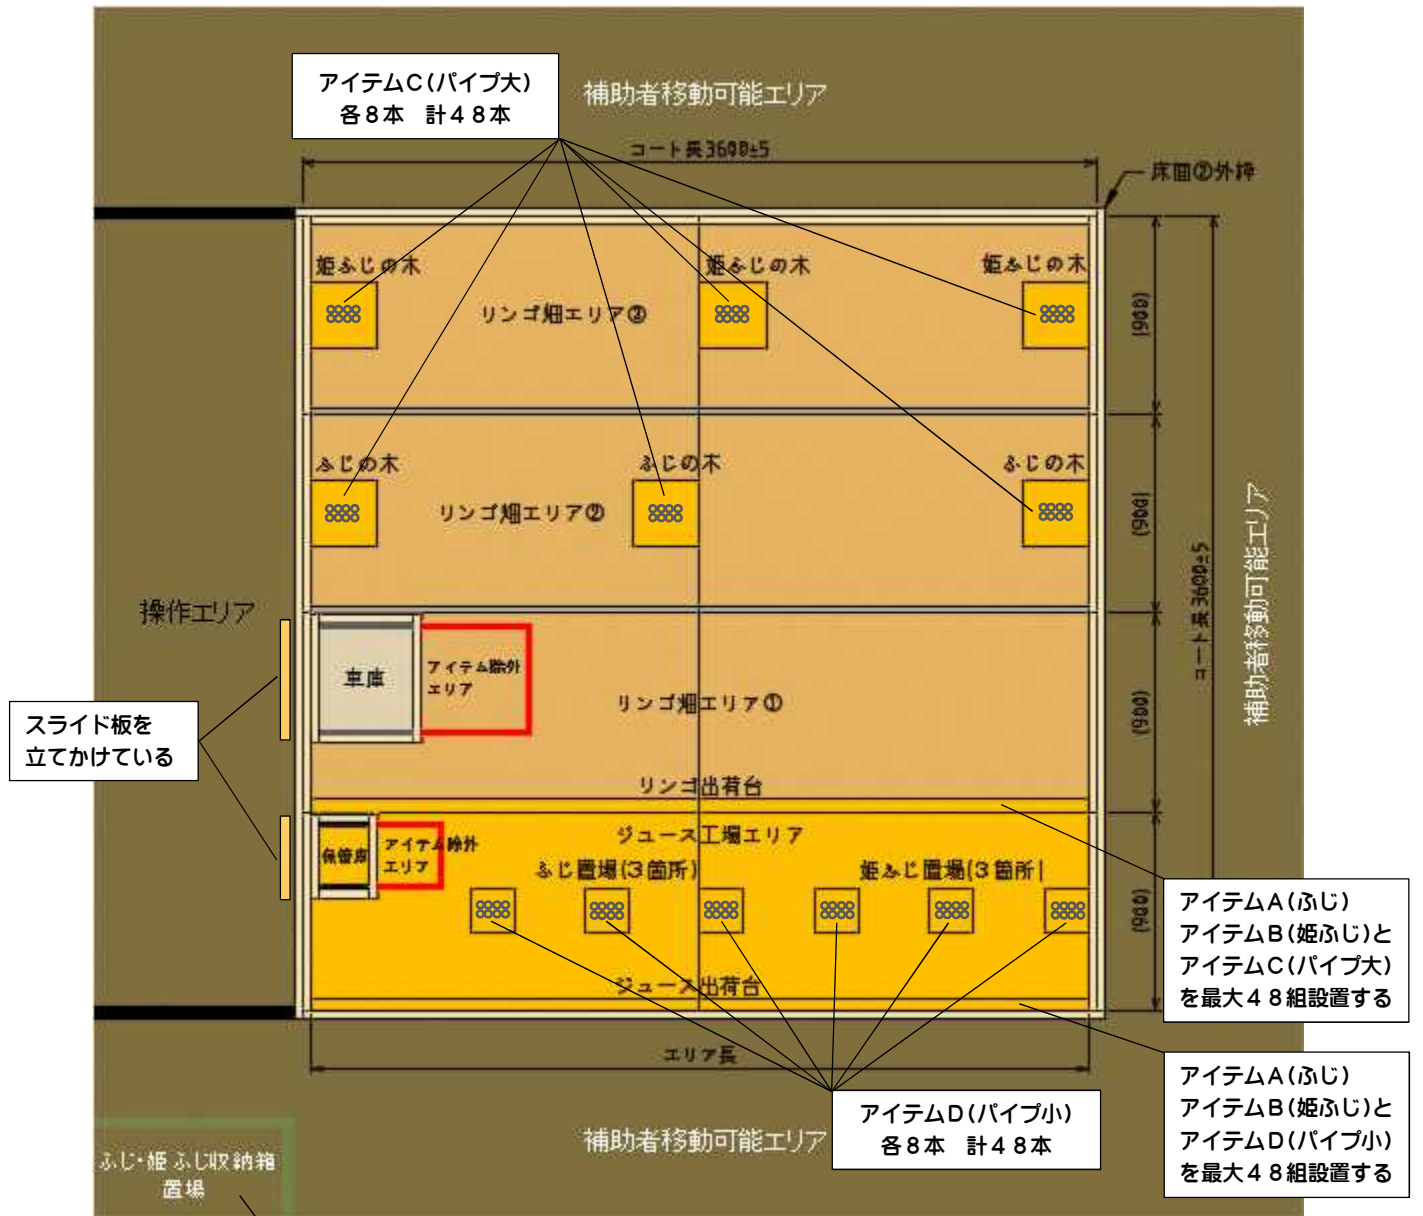 アイテムC(パイプ大)
各8本 計48本
補助者移動可能エリア
コート長3600±5
床面②外枠
姫ふじの木
姫ふじの木
姫ふじの木
リンゴ畑エリア③
(900)
ふじの木
ふじの木
ふじの木
リンゴ畑エリア②
(900)
コート長3600±5
補助者移動可能エリア
操作エリア
車庫
アイテム除外
エリア
リンゴ畑エリア①
(900)
スライド板を
立てかけている
リンゴ出荷台
ジュース工場エリア
保管庫
アイテム除外
エリア
ふじ置場(3箇所)
姫ふじ置場(3箇所)
(900)
アイテムA(ふじ)
アイテムB(姫ふじ)と
アイテムC(パイプ大)
を最大48組設置する
ジュース出荷台
エリア長
アイテムD(パイプ小)
各8本 計48本
アイテムA(ふじ)
アイテムB(姫ふじ)と
アイテムD(パイプ小)
を最大48組設置する
補助者移動可能エリア
ふじ・姫ふじ収納箱
置場